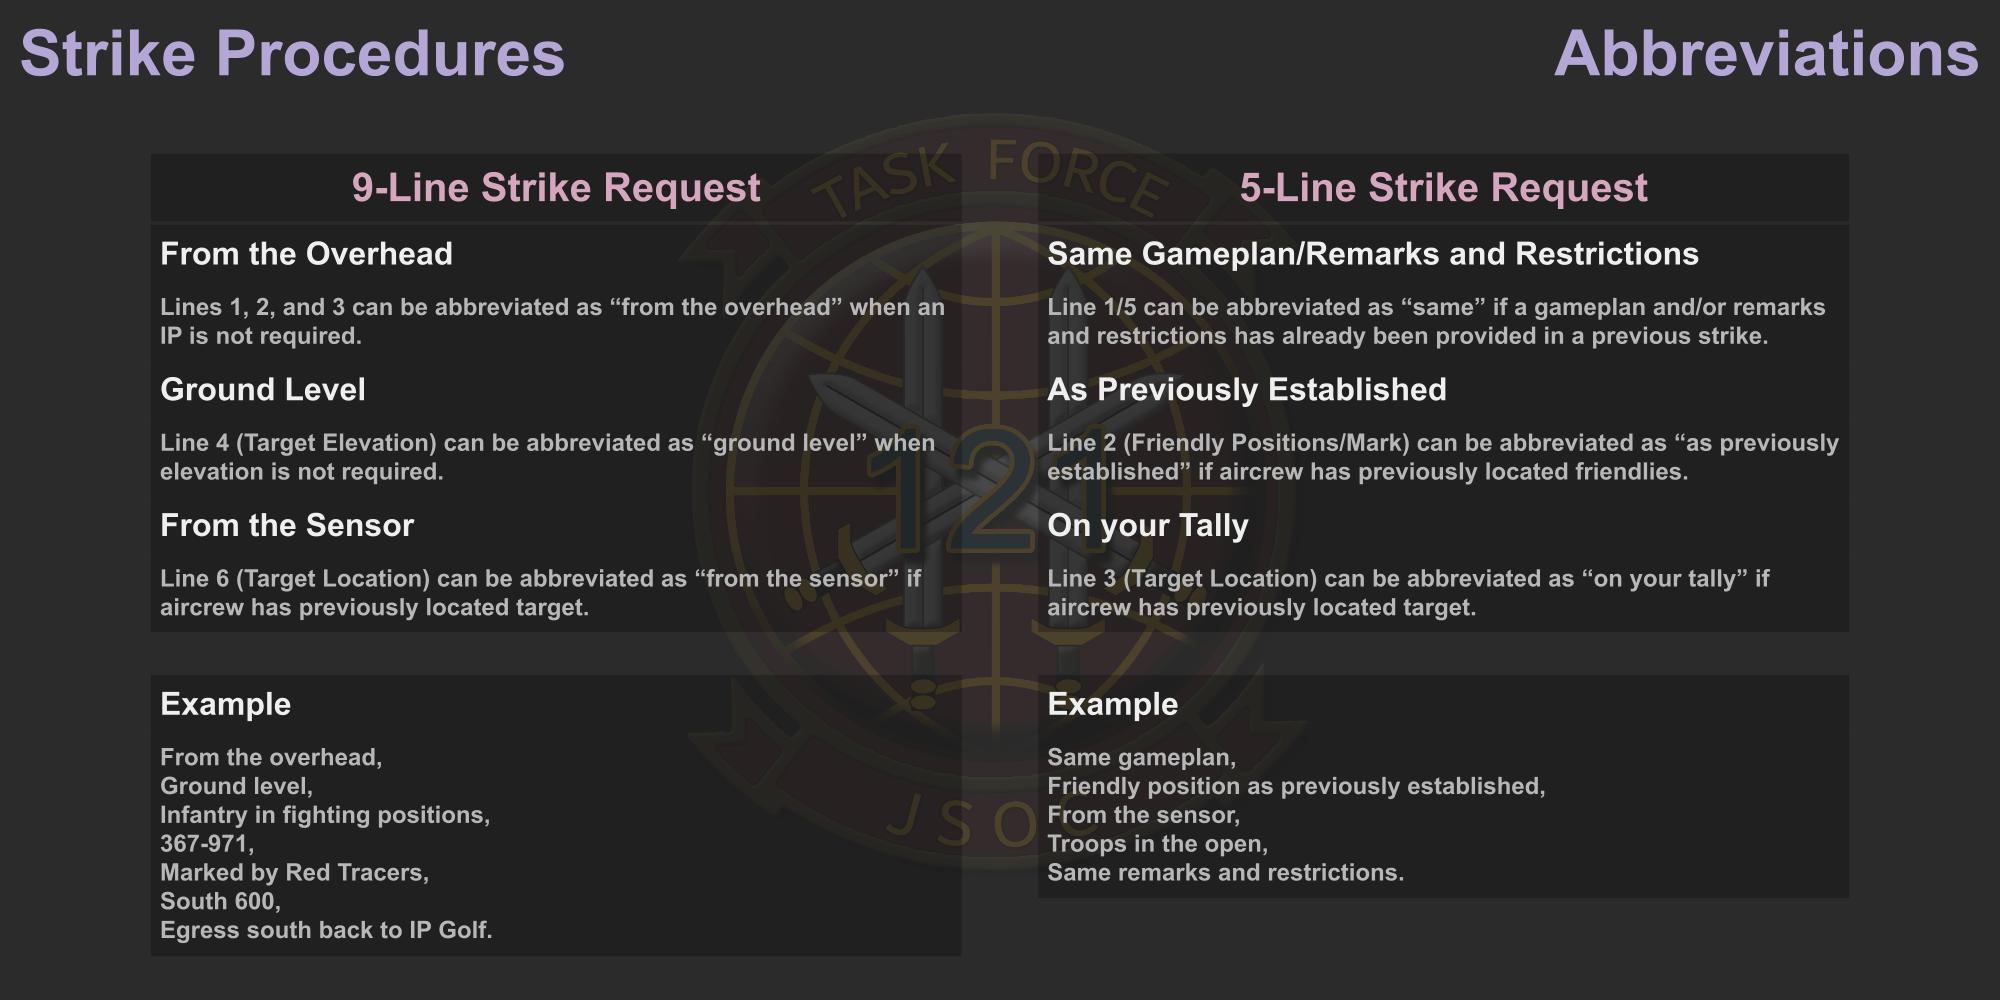 Strike Procedures
Abbreviations
TASK FORCE
121
JSOC
9-Line Strike Request
From the Overhead
Lines 1, 2, and 3 can be abbreviated as “from the overhead” when an
IP is not required.
Ground Level
Line 4 (Target Elevation) can be abbreviated as “ground level” when
elevation is not required.
From the Sensor
Line 6 (Target Location) can be abbreviated as “from the sensor” if
aircrew has previously located target.
Example
From the overhead,
Ground level,
Infantry in fighting positions,
367-971,
Marked by Red Tracers,
South 600,
Egress south back to IP Golf.
5-Line Strike Request
Same Gameplan/Remarks and Restrictions
Line 1/5 can be abbreviated as “same” if a gameplan and/or remarks
and restrictions has already been provided in a previous strike.
As Previously Established
Line 2 (Friendly Positions/Mark) can be abbreviated as “as previously
established” if aircrew has previously located friendlies.
On your Tally
Line 3 (Target Location) can be abbreviated as “on your tally” if
aircrew has previously located target.
Example
Same gameplan,
Friendly position as previously established,
From the sensor,
Troops in the open,
Same remarks and restrictions.